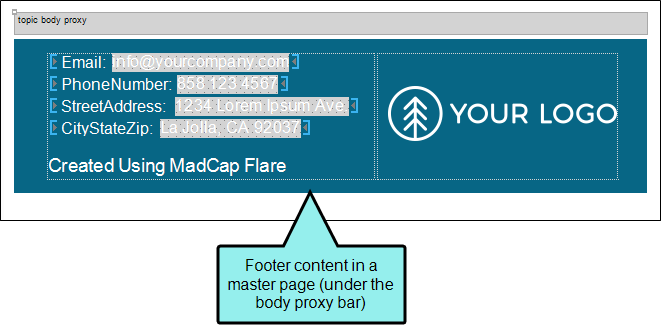 topic body proxy
Email: info@yourcompany.com
PhoneNumber: 858.123.4567
StreetAddress: 1234 Lorem Ipsum Ave.
CityStateZip: La Jolla, CA 92037
Created Using MadCap Flare
YOUR LOGO
Footer content in a
master page (under the
body proxy bar)